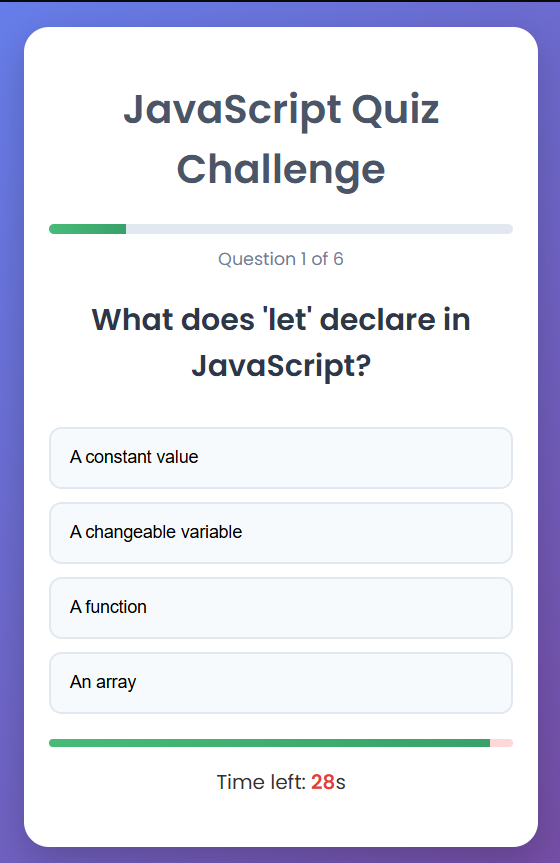 JavaScript Quiz
Challenge
Question 1 of 6
What does 'let' declare in
JavaScript?
A constant value
A changeable variable
A function
An array
Time left: 28s